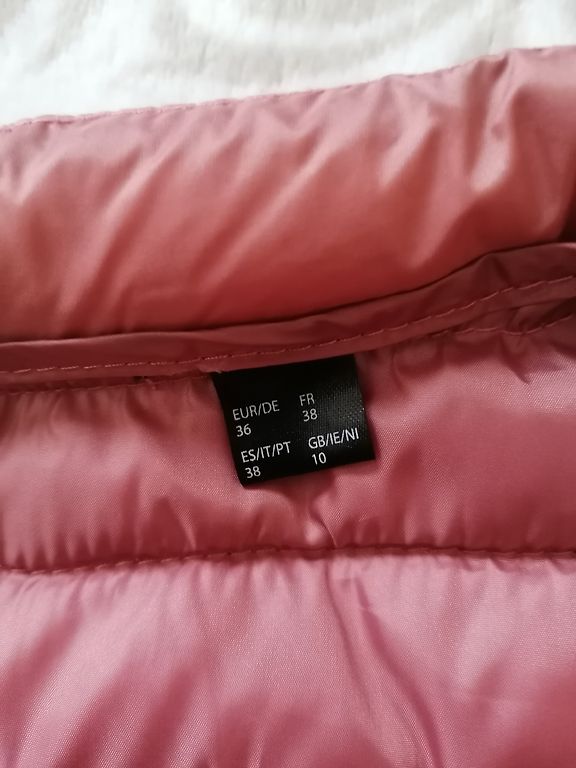 EUR/DE FR
36 38
ES/IT/PT GB/IE/NI
38 10